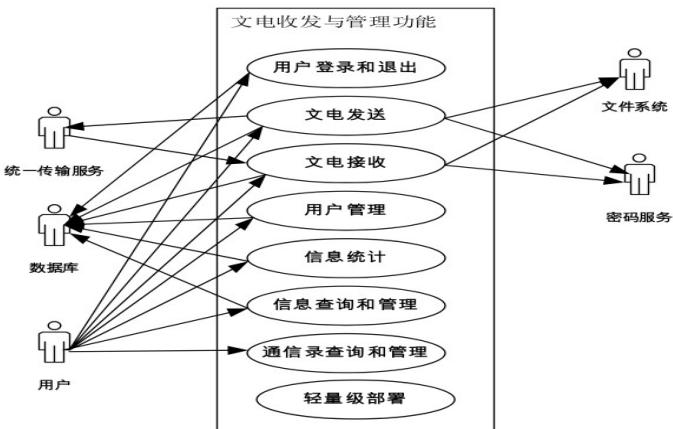 文电收发与管理功能
用户登录和退出
文电发送
文电接收
用户管理
信息统计
信息查询和管理
通信录查询和管理
轻量级部署
统一传输服务
数据库
用户
文件系统
密码服务